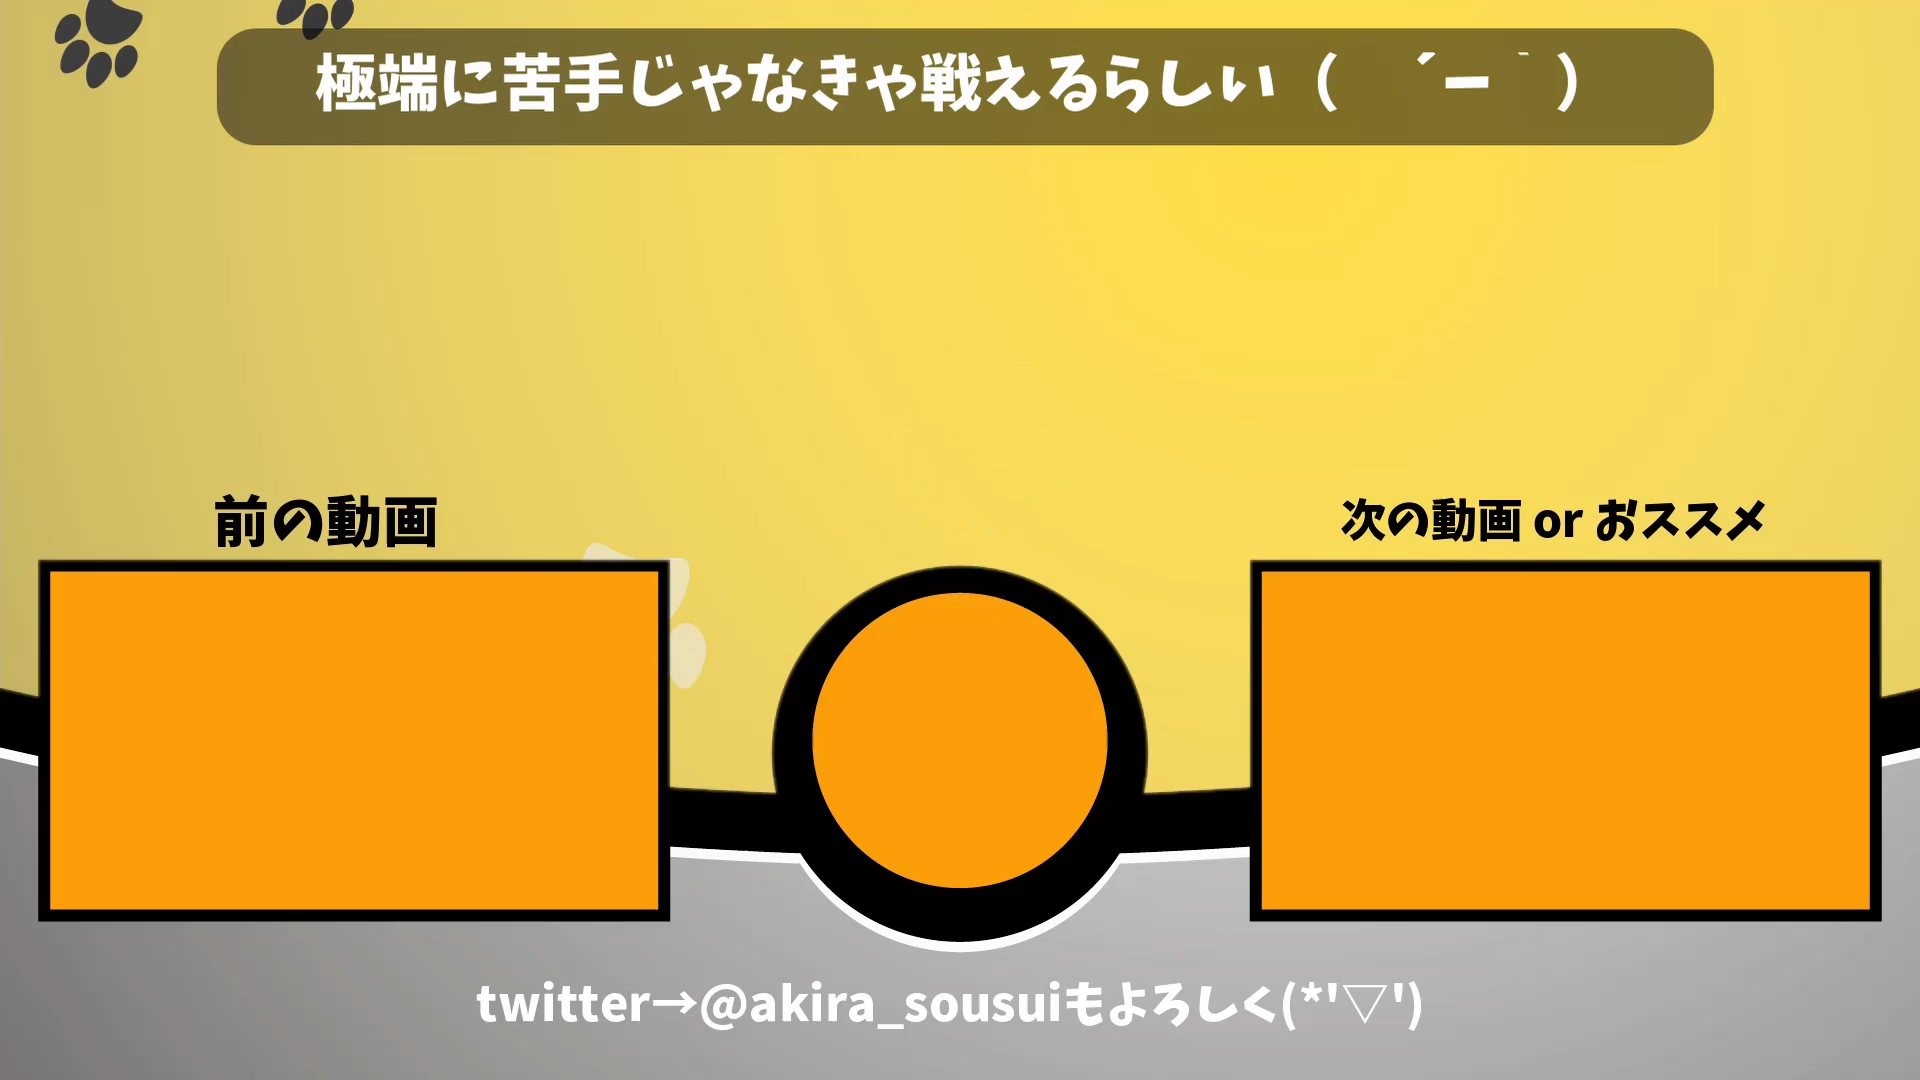 極端に苦手じゃなきゃ戦えるらしい（　´ー｀）
前の動画
次の動画 or おススメ
twitter→@akira_sousuiもよろしく(*'▽')